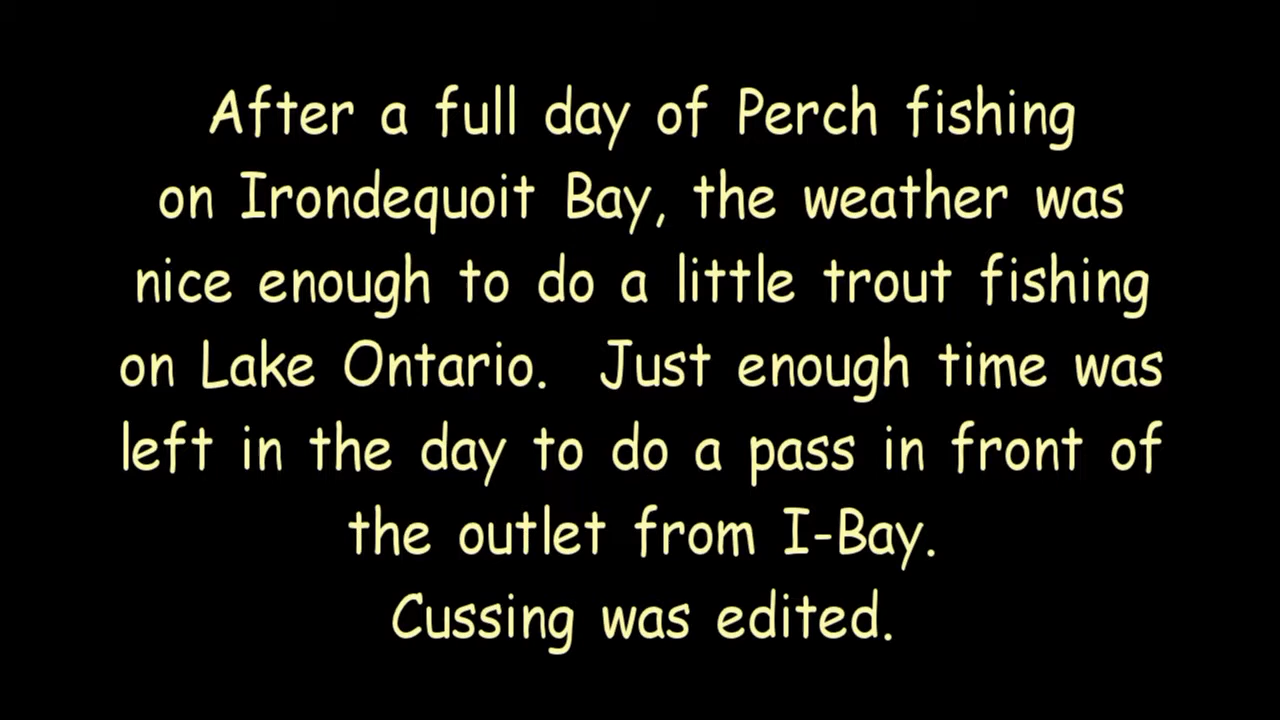 After a full day of Perch fishing
on Irondequoit Bay, the weather was
nice enough to do a little trout fishing
on Lake Ontario.  Just enough time was
left in the day to do a pass in front of
the outlet from I-Bay.
Cussing was edited.